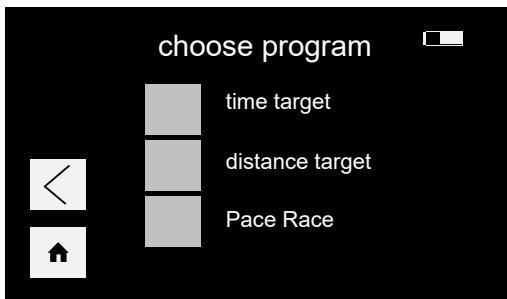 choose program
time target
distance target
Pace Race